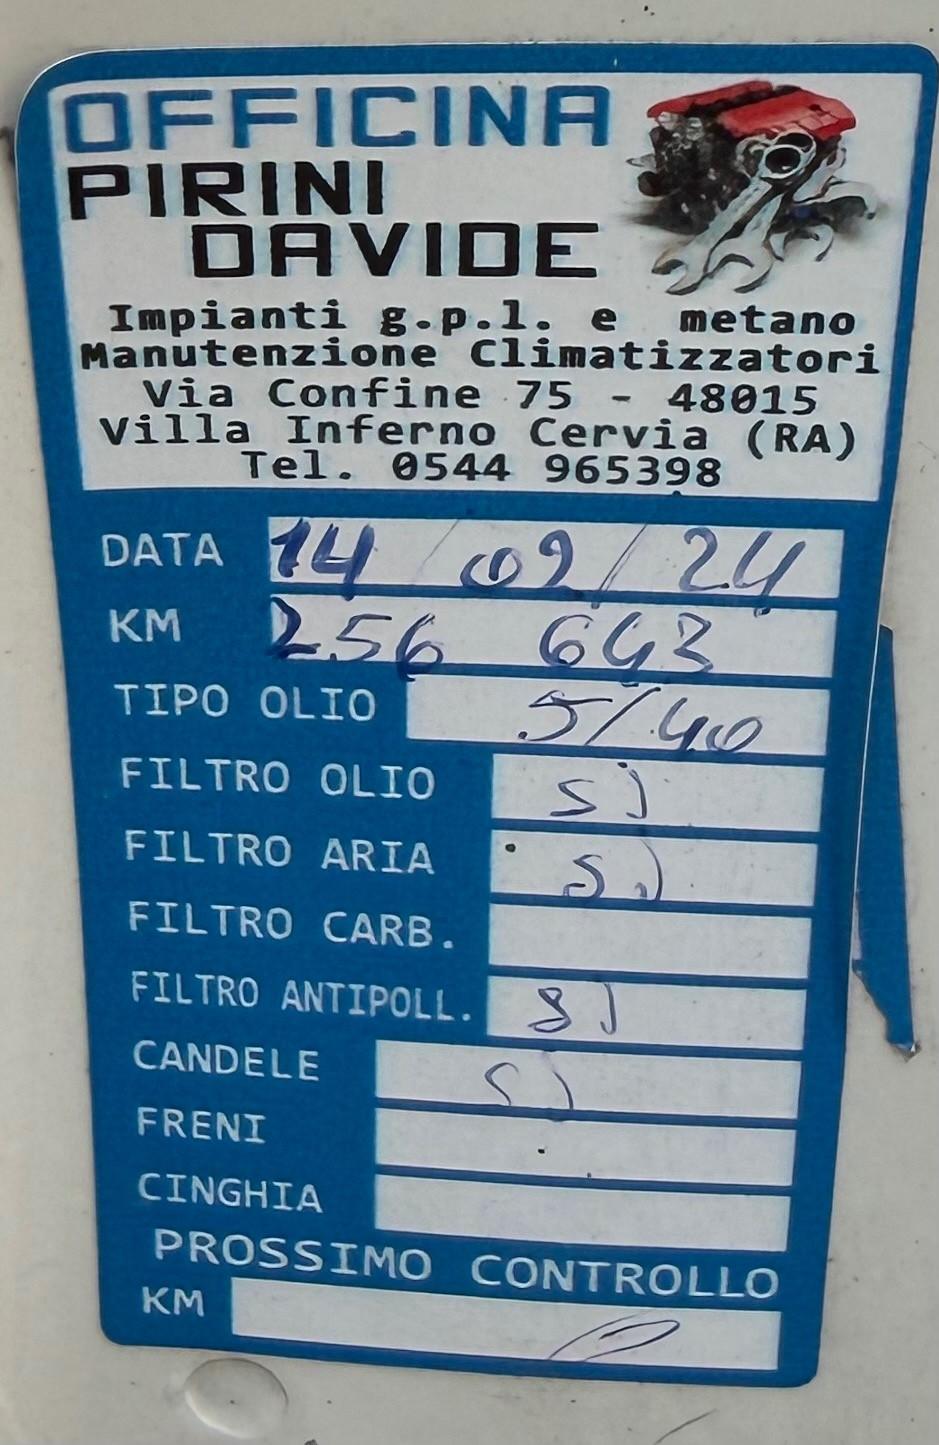 OFFICINA
PIRINI
DAVIDE
Impianti g.p.l. e metano
Manutenzione Climatizzatori
Via Confine 75 - 48015
Villa Inferno Cervia (RA)
Tel. 0544 965398
DATA 14/02/24
KM 256 643
TIPO OLIO 5/40
FILTRO OLIO SI
FILTRO ARIA SI
FILTRO CARB.
FILTRO ANTIPOLL. SI
CANDELE SI
FRENI
CINGHIA
PROSSIMO CONTROLLO
KM